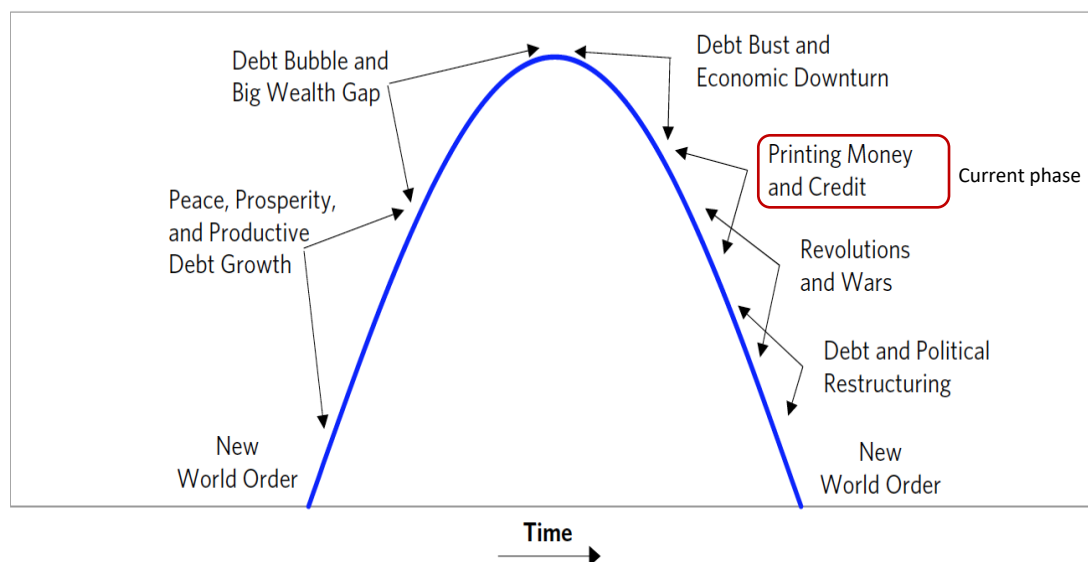 Debt Bubble and
Big Wealth Gap
Debt Bust and
Economic Downturn
Printing Money
and Credit
Current phase
Peace, Prosperity,
and Productive
Debt Growth
Revolutions
and Wars
Debt and Political
Restructuring
New
World Order
New
World Order
Time